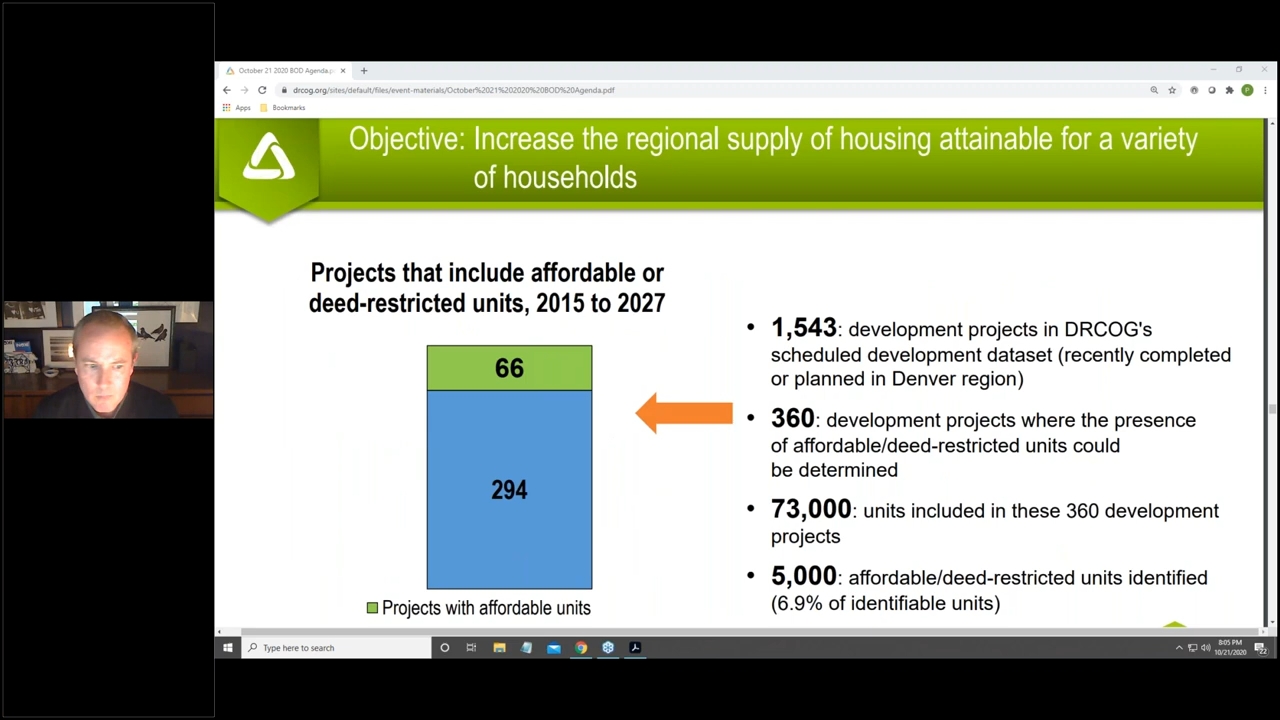 October 21 2020 BOD Agenda.p
drcog.org/sites/default/files/event-materials/October%2021%202020%20BOD%20Agenda.pdf
P
Apps Bookmarks
Objective: Increase the regional supply of housing attainable for a variety
of households
Projects that include affordable or
deed-restricted units, 2015 to 2027
66
294
Projects with affordable units
• 1,543: development projects in DRCOG's
scheduled development dataset (recently completed
or planned in Denver region)
• 360: development projects where the presence
of affordable/deed-restricted units could
be determined
• 73,000: units included in these 360 development
projects
• 5,000: affordable/deed-restricted units identified
(6.9% of identifiable units)
Type here to search
8:05 PM
10/21/2020
22